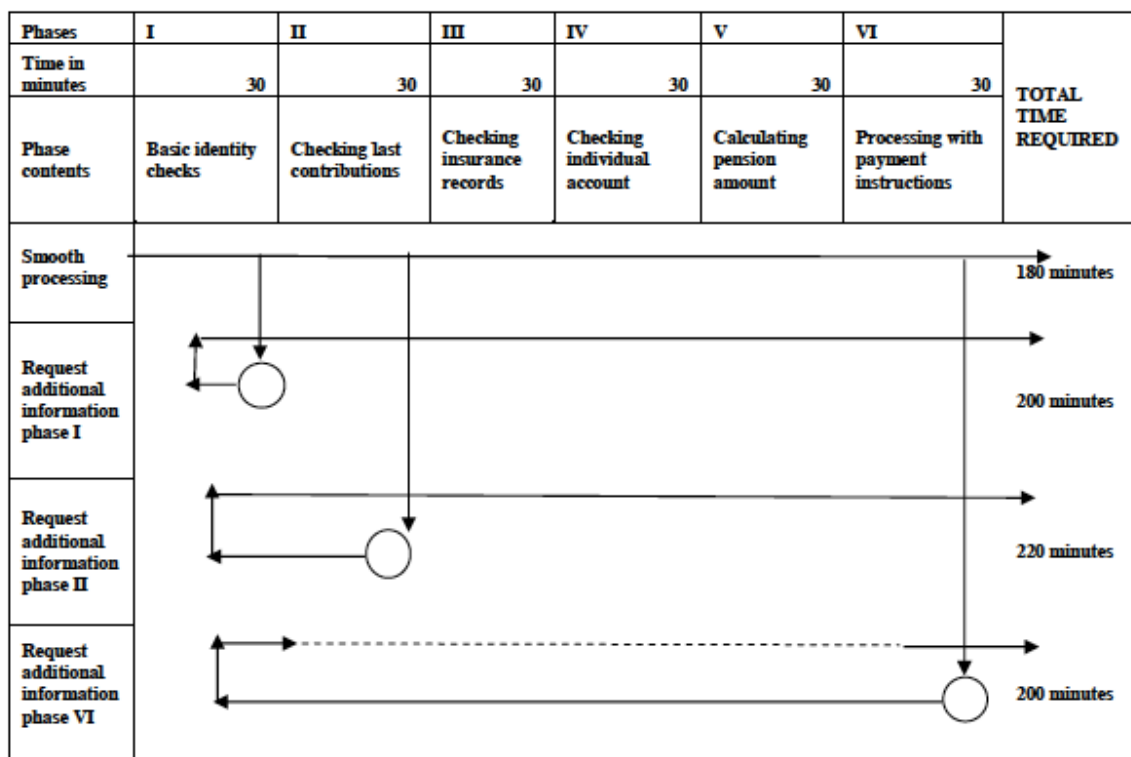 Phases I II III IV V VI
TOTAL
TIME
REQUIRED
Time in
minutes 30 30 30 30 30 30
Phase
contents
Basic identity
checks
Checking last
contributions
Checking
insurance
records
Checking
individual
account
Calculating
pension
amount
Processing with
payment
instructions
Smooth
processing
180 minutes
Request
additional
information
phase I
200 minutes
Request
additional
information
phase II
220 minutes
Request
additional
information
phase VI
200 minutes